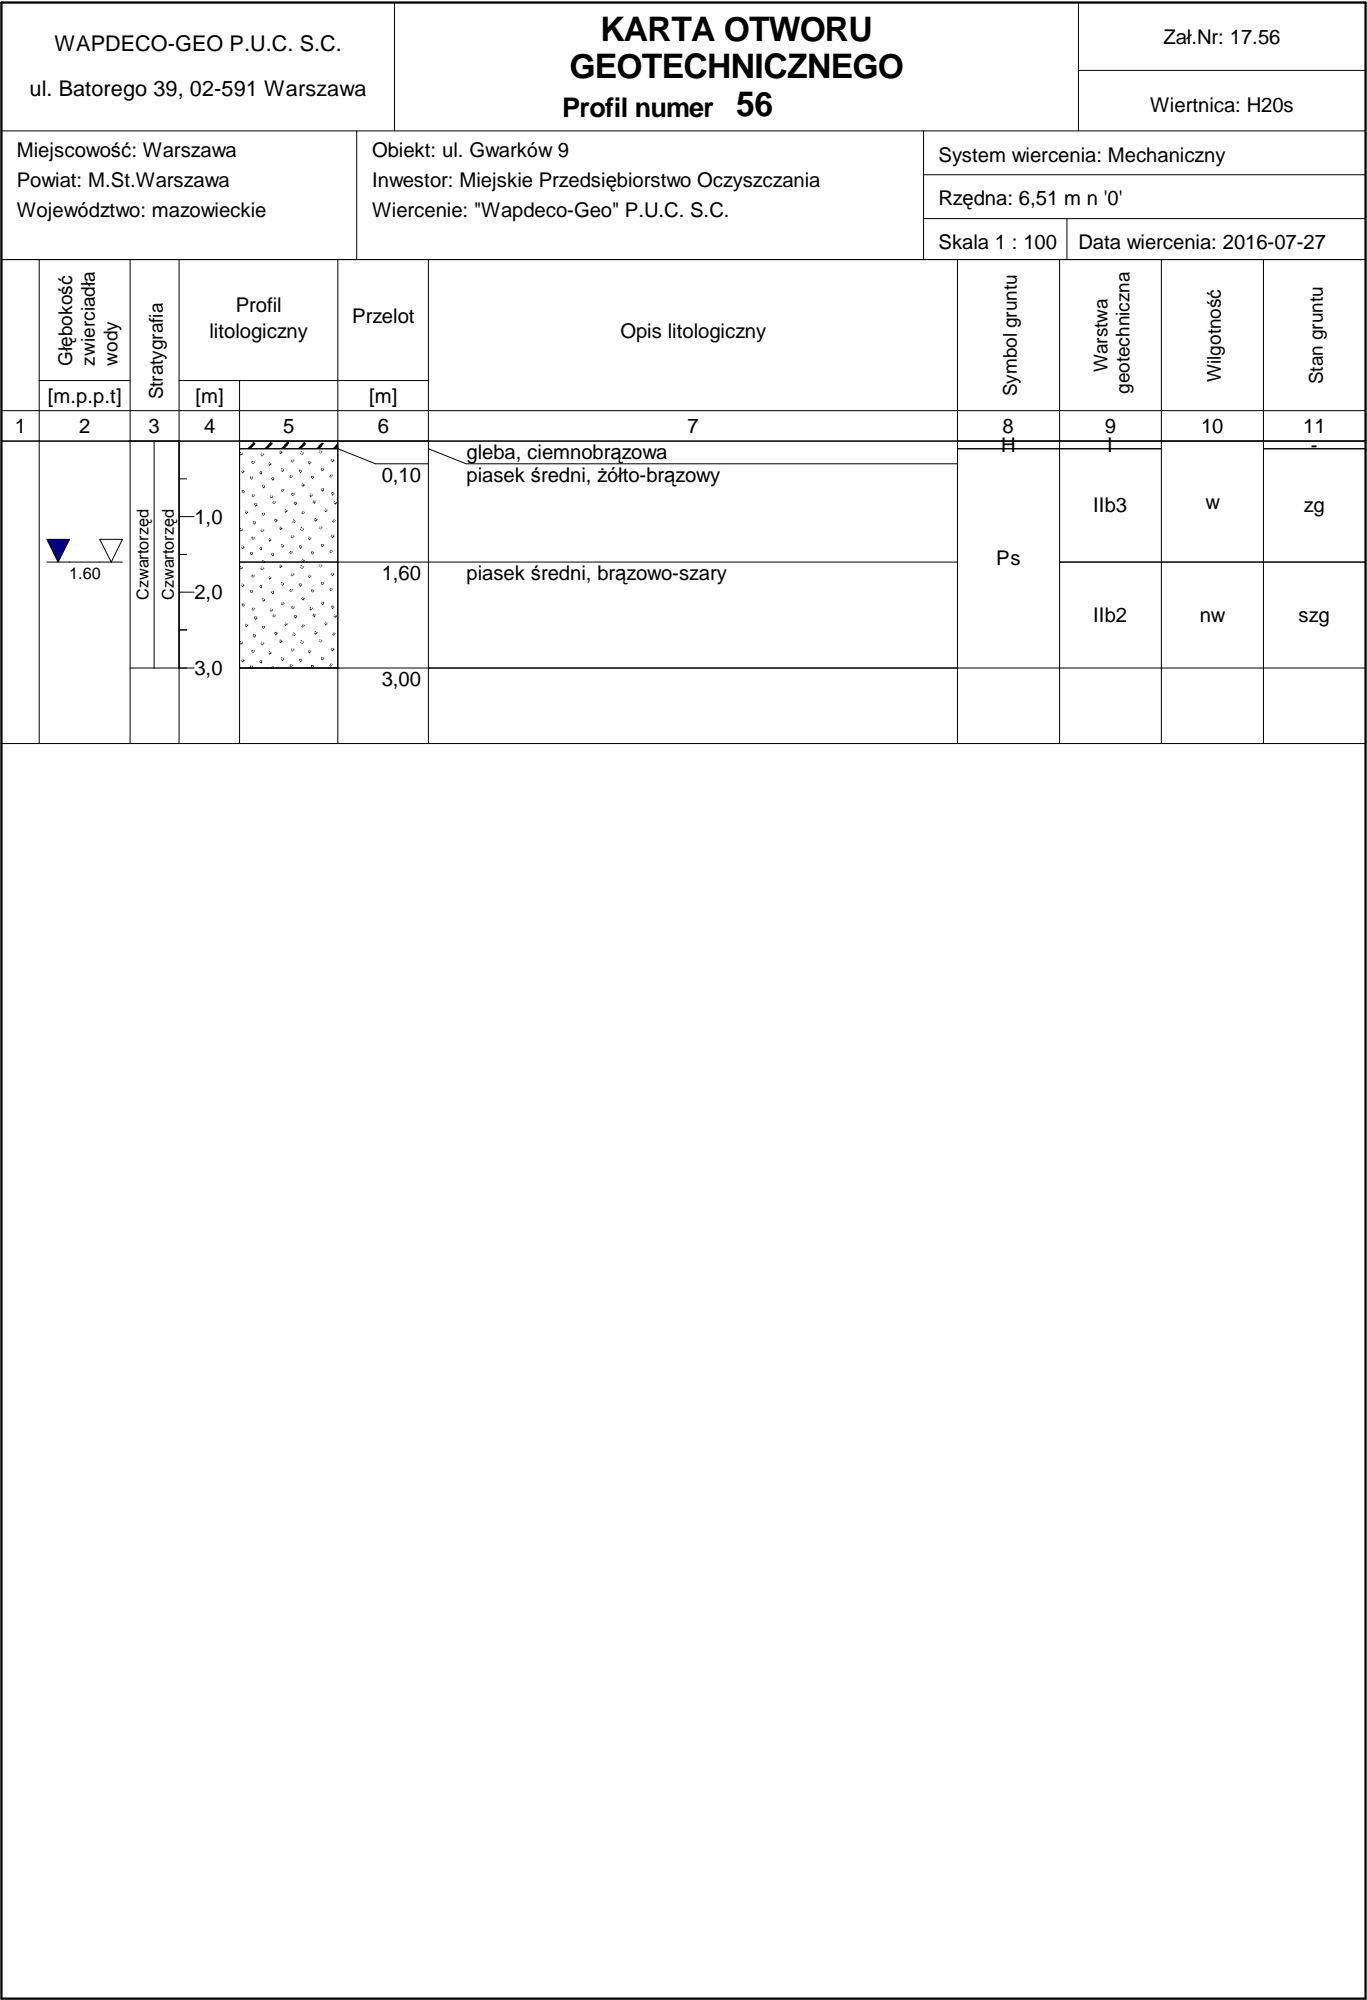 WAPDECO-GEO P.U.C. S.C.
ul. Batorego 39, 02-591 Warszawa
KARTA OTWORU
GEOTECHNICZNEGO
Profil numer 56
Zał.Nr: 17.56
Wiertnica: H20s
Miejscowość: Warszawa
Powiat: M.St.Warszawa
Województwo: mazowieckie
Obiekt: ul. Gwarków 9
Inwestor: Miejskie Przedsiębiorstwo Oczyszczania
Wiercenie: "Wapdeco-Geo" P.U.C. S.C.
System wiercenia: Mechaniczny
Rzędna: 6,51 m n '0'
Skala 1 : 100
Data wiercenia: 2016-07-27
Głębokość
zwierciadła
wody
[m.p.p.t]
Stratygrafia
Profil
litologiczny
[m]
Przelot
[m]
Opis litologiczny
Symbol gruntu
Warstwa
geotechniczna
Wilgotność
Stan gruntu
1 2 3 4 5 6 7 8 9 10 11
gleba, ciemnobrązowa
H
I
-
0,10
piasek średni, żółto-brązowy
1,0
IIb3
w
zg
Czwartorzęd
Czwartorzęd
Ps
1.60
1,60
piasek średni, brązowo-szary
2,0
IIb2
nw
szg
3,0
3,00